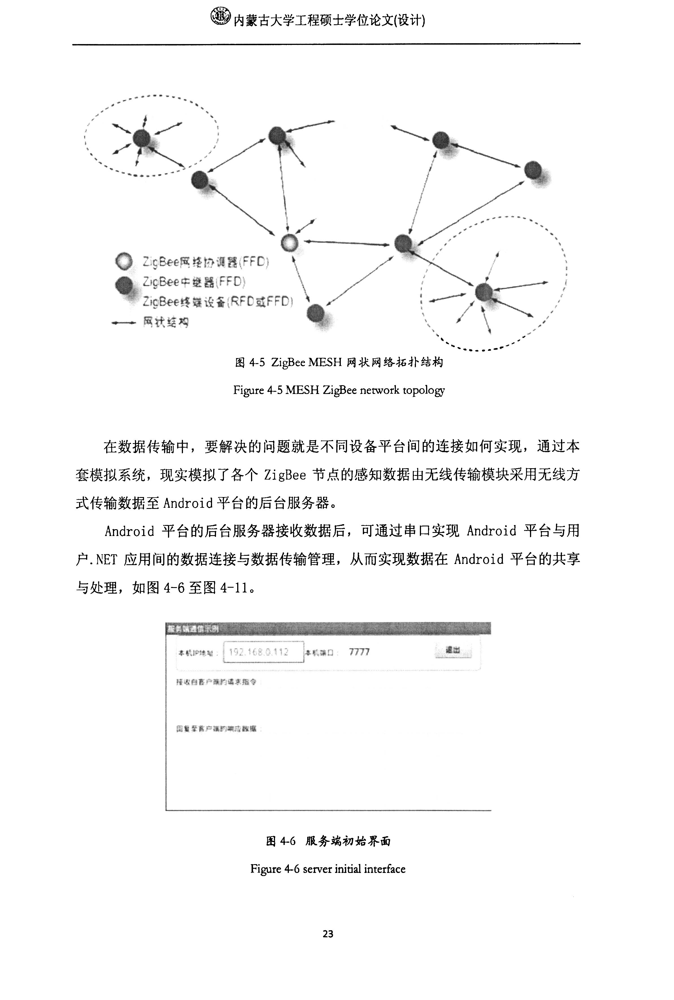 内蒙古大学工程硕士学位论文(设计)
ZigBee网络协调器(FFD)
ZigBee中继器(FFD)
ZigBee终端设备(RFD或FFD)
网状结构
图 4-5 ZigBee MESH 网状网络拓扑结构
Figure 4-5 MESH ZigBee network topology
在数据传输中，要解决的问题就是不同设备平台间的连接如何实现，通过本
套模拟系统，现实模拟了各个 ZigBee 节点的感知数据由无线传输模块采用无线方
式传输数据至 Android 平台的后台服务器。
Android 平台的后台服务器接收数据后，可通过串口实现 Android 平台与用
户.NET 应用间的数据连接与数据传输管理，从而实现数据在 Android 平台的共享
与处理，如图 4-6 至图 4-11。
服务端通信示例
本机IP地址： 192.168.0.112 本机端口： 7777 退出
接收自客户端的请求指令：
回复至客户端的响应数据：
图 4-6 服务端初始界面
Figure 4-6 server initial interface
23